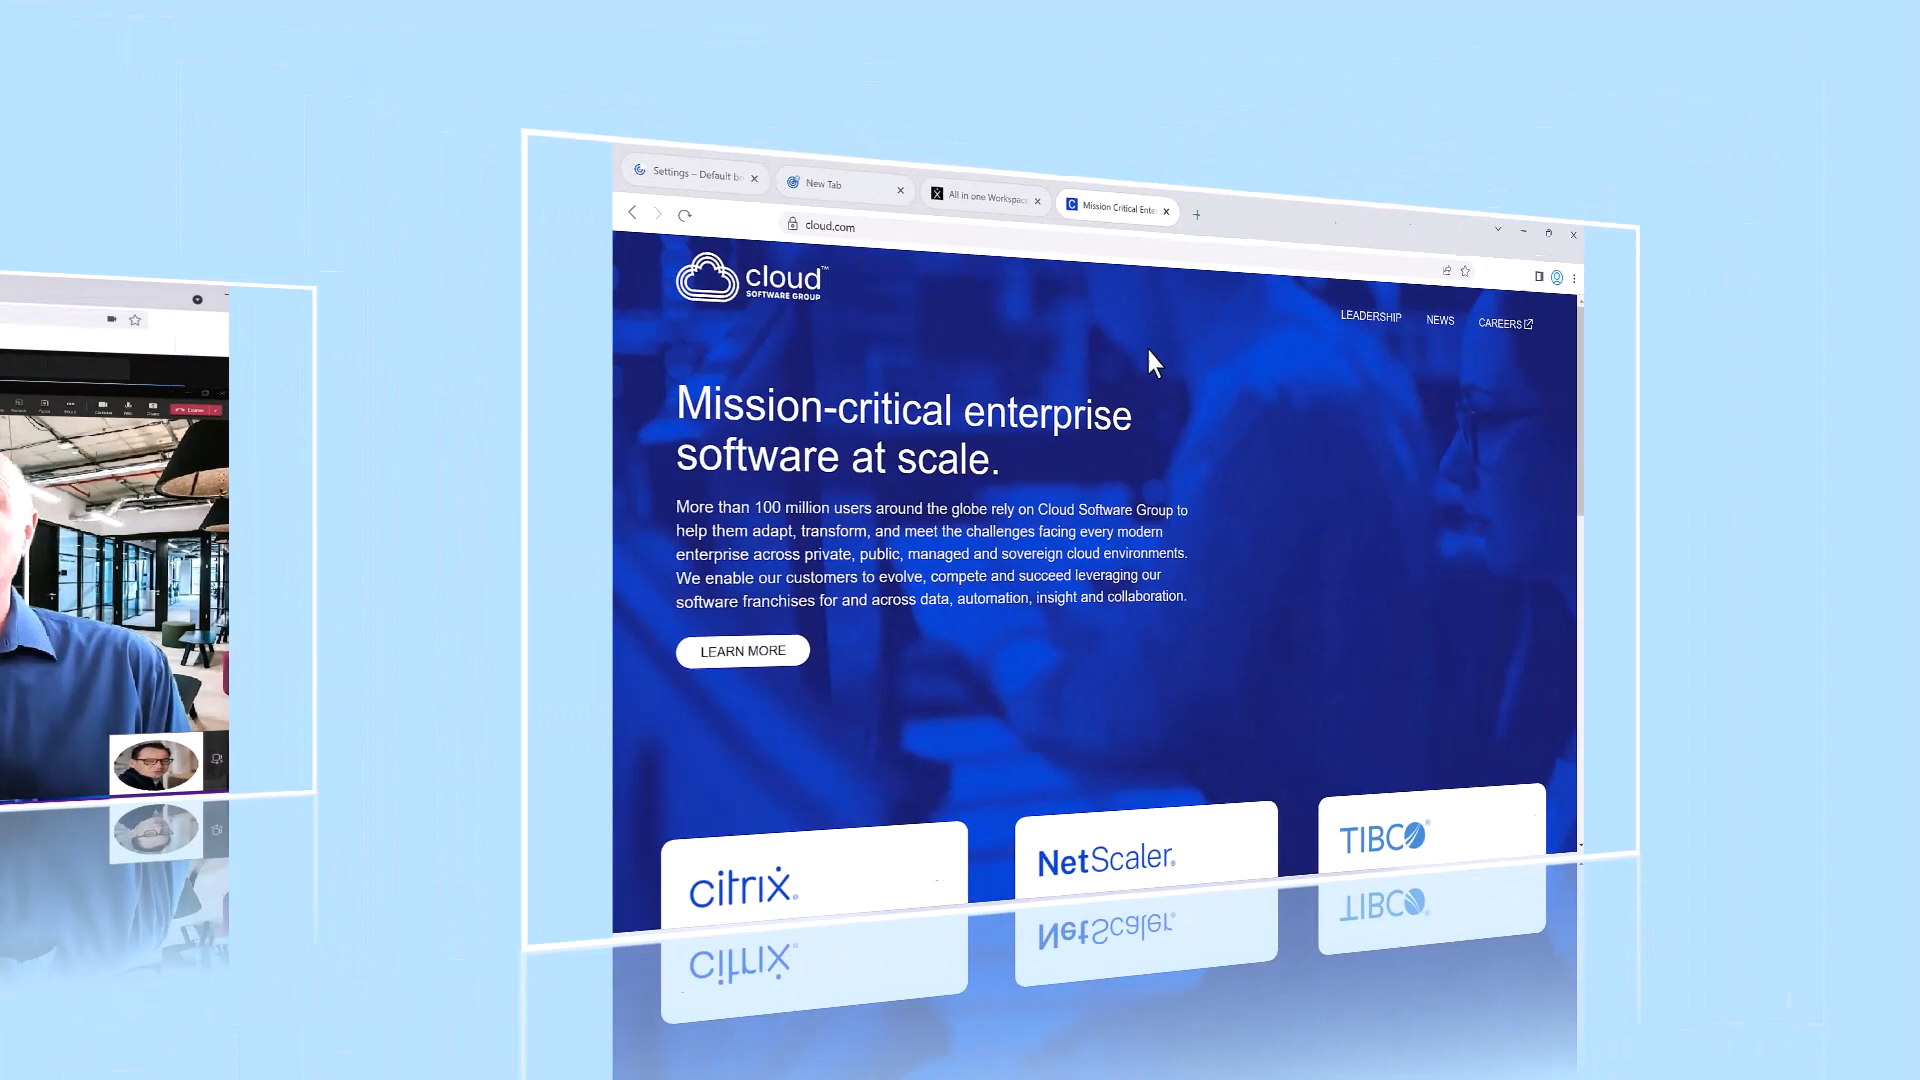 Settings – Default br
New Tab
All in one Workspac
Mission Critical Ente
cloud.com
cloud™
SOFTWARE GROUP
LEADERSHIP
NEWS
CAREERS
Mission-critical enterprise
software at scale.
More than 100 million users around the globe rely on Cloud Software Group to
help them adapt, transform, and meet the challenges facing every modern
enterprise across private, public, managed and sovereign cloud environments.
We enable our customers to evolve, compete and succeed leveraging our
software franchises for and across data, automation, insight and collaboration.
LEARN MORE
citrix®
NetScaler®
TIBCO®